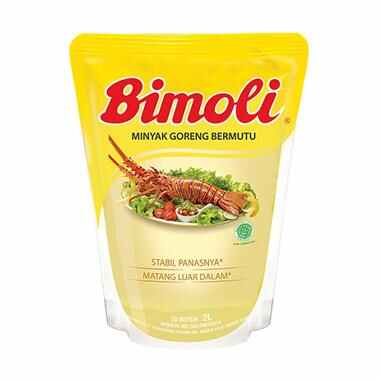 Bimoli
®
MINYAK GORENG BERMUTU
STABIL PANASNYA*
MATANG LUAR DALAM*
2L